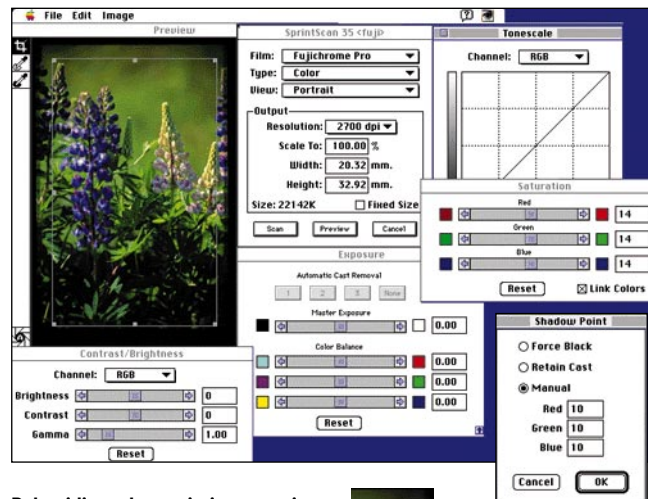 File Edit Image
Preview
SprintScan 35 <fuji>
Film: Fujichrome Pro
Type: Color
View: Portrait
Output
Resolution: 2700 dpi
Scale To: 100.00 %
Width: 20.32 mm.
Height: 32.92 mm.
Size: 22142K Fixed Size
Scan Preview Cancel
Tonescale
Channel: RGB
Saturation
Red
14
Green
14
Blue
14
Reset Link Colors
Exposure
Automatic Cast Removal
1 2 3 None
Master Exposure
0.00
Color Balance
0.00
0.00
0.00
Reset
Contrast/Brightness
Channel: RGB
Brightness 0
Contrast 0
Gamma 1.00
Reset
Shadow Point
Force Black
Retain Cast
Manual
Red 10
Green 10
Blue 10
Cancel OK